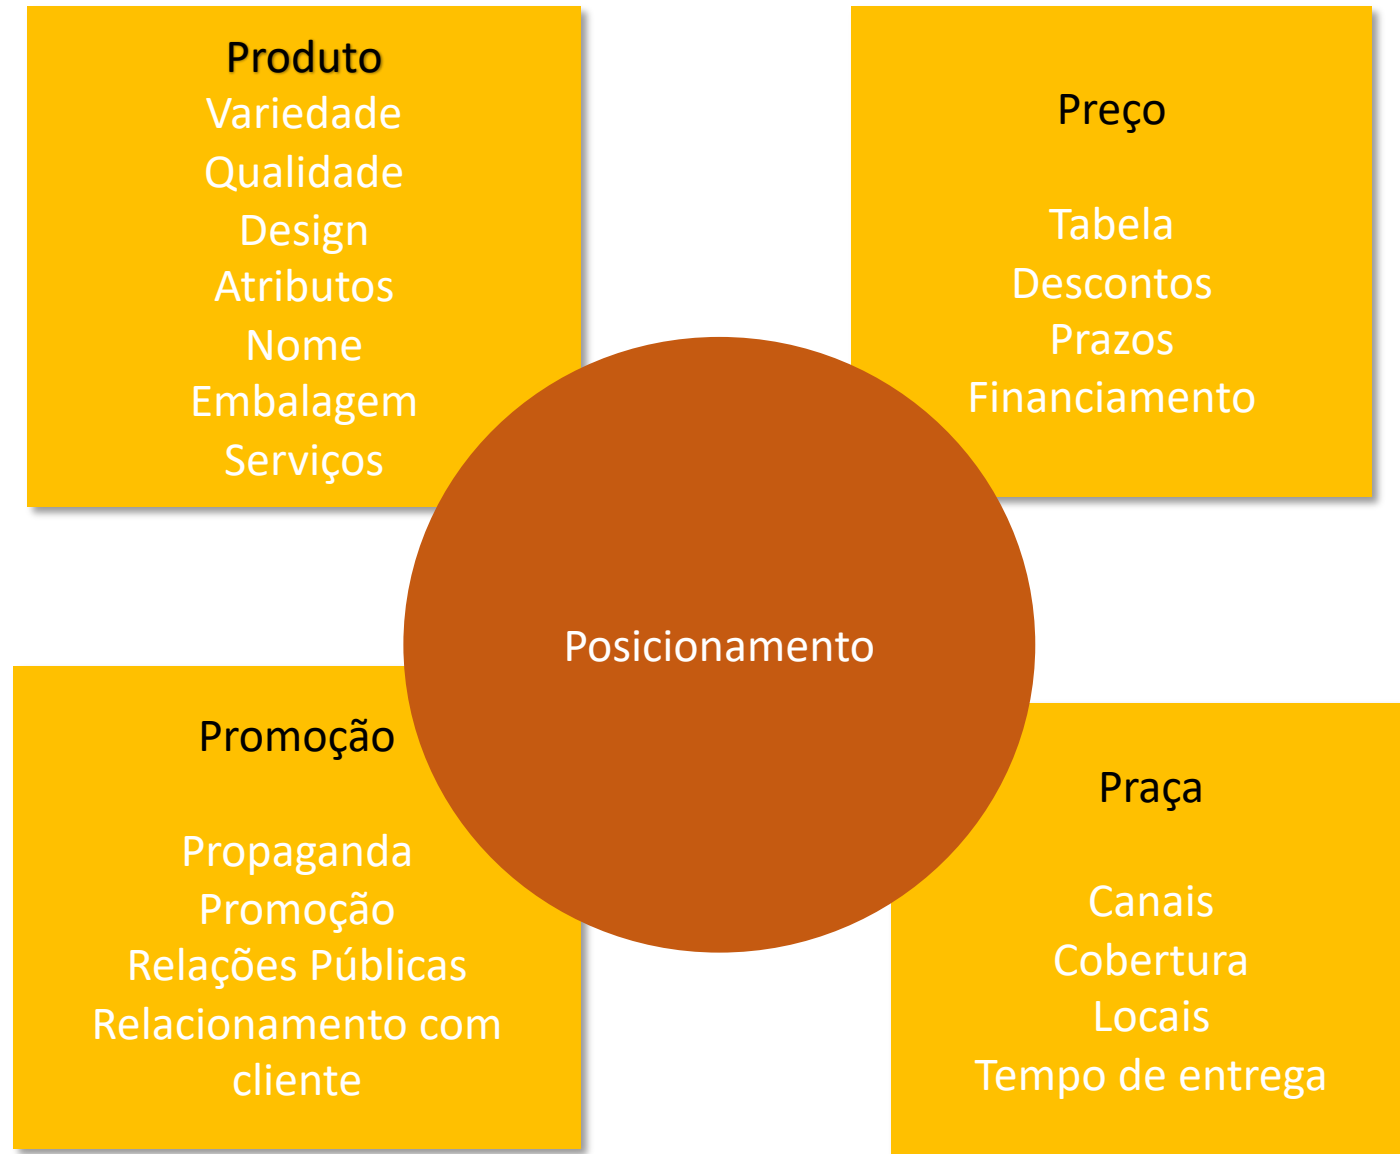 Produto
Variedade
Qualidade
Design
Atributos
Nome
Embalagem
Serviços
Preço
Tabela
Descontos
Prazos
Financiamento
Posicionamento
Promoção
Propaganda
Promoção
Relações Públicas
Relacionamento com
cliente
Praça
Canais
Cobertura
Locais
Tempo de entrega